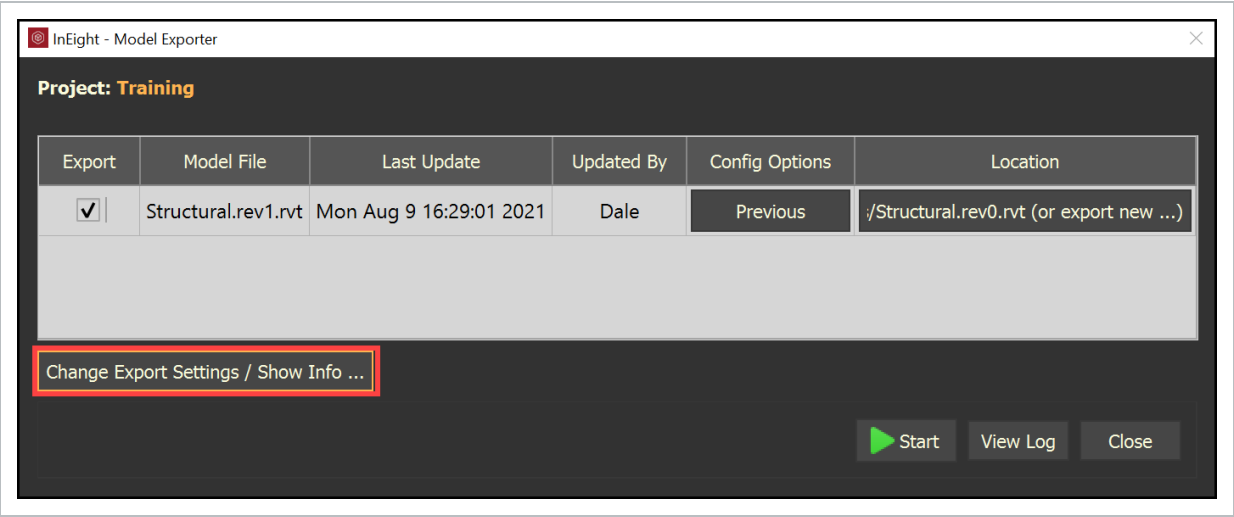 InEight - Model Exporter
Project: Training
Export Model File Last Update Updated By Config Options Location
Structural.rev1.rvt Mon Aug 9 16:29:01 2021 Dale Previous :/Structural.rev0.rvt (or export new ...)
Change Export Settings / Show Info ...
Start View Log Close